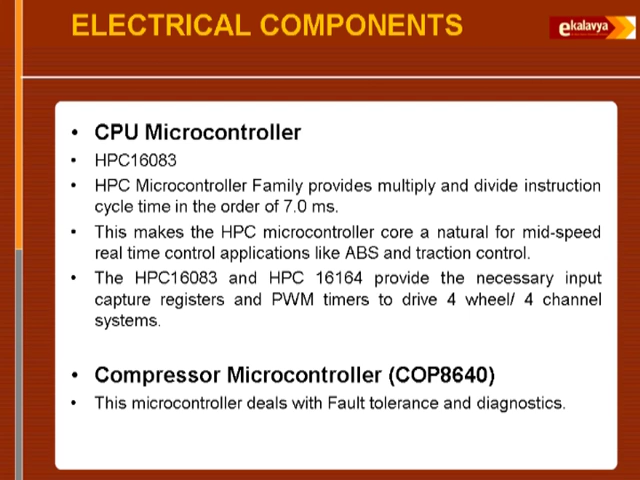 ELECTRICAL COMPONENTS
ekalavya
• CPU Microcontroller
• HPC16083
• HPC Microcontroller Family provides multiply and divide instruction
cycle time in the order of 7.0 ms.
• This makes the HPC microcontroller core a natural for mid-speed
real time control applications like ABS and traction control.
• The HPC16083 and HPC 16164 provide the necessary input
capture registers and PWM timers to drive 4 wheel/ 4 channel
systems.
• Compressor Microcontroller (COP8640)
• This microcontroller deals with Fault tolerance and diagnostics.